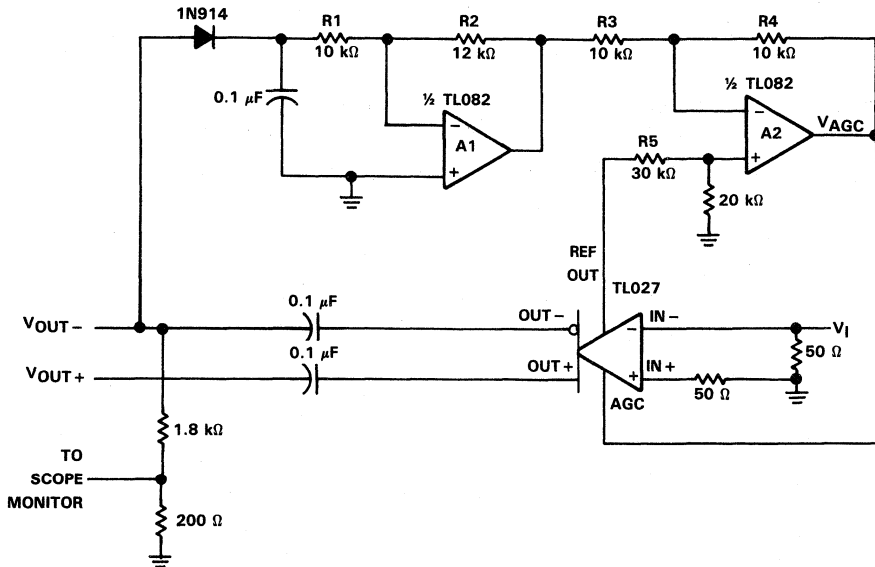 1N914
R1
10 kΩ
R2
12 kΩ
R3
10 kΩ
R4
10 kΩ
0.1 μF
½ TL082
−
A1
+
½ TL082
−
A2
+
VAGC
R5
30 kΩ
20 kΩ
REF
OUT
TL027
VOUT−
0.1 μF
OUT−
−
IN−
VI
50 Ω
VOUT+
0.1 μF
OUT+
+
IN+
50 Ω
AGC
1.8 kΩ
TO
SCOPE
MONITOR
200 Ω